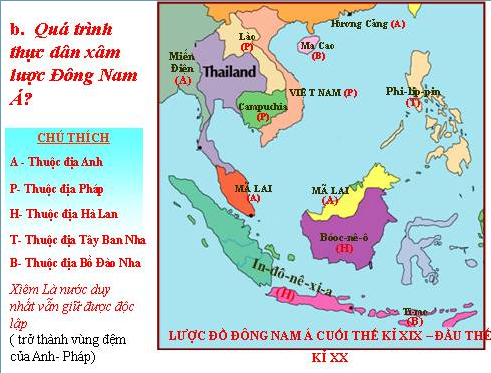 b. Quá trình
thực dân xâm
lược Đông Nam
Á?
CHÚ THÍCH
A - Thuộc địa Anh
P- Thuộc địa Pháp
H- Thuộc địa Hà Lan
T- Thuộc địa Tây Ban Nha
B- Thuộc địa Bồ Đào Nha
Xiêm Là nước duy
nhất vẫn giữ được độc
lập
( trở thành vùng đệm
của Anh- Pháp)
Hương Cảng (A)
Lào
(P)
Ma Cao
(B)
Miến
Điện
(A)
Thailand
VIỆT NAM (P)
Phi-lip-pin
(T)
Campuchia
(P)
MÃ LAI
(A)
MÃ LAI
(A)
Bóoc-nê-ô
(H)
In-đô-nê-xi-a
(H)
Ti-mo
(B)
LƯỢC ĐỒ ĐÔNG NAM Á CUỐI THẾ KỈ XIX – ĐẦU THẾ
KỈ XX